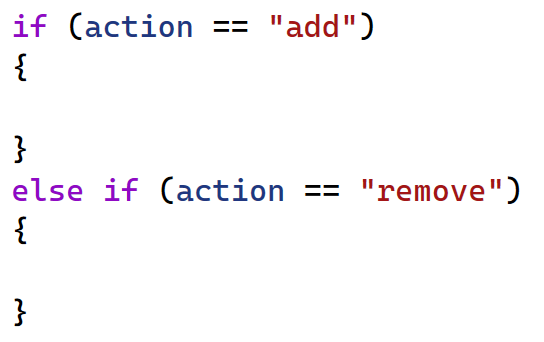 if (action == "add")
{
}
else if (action == "remove")
{
}